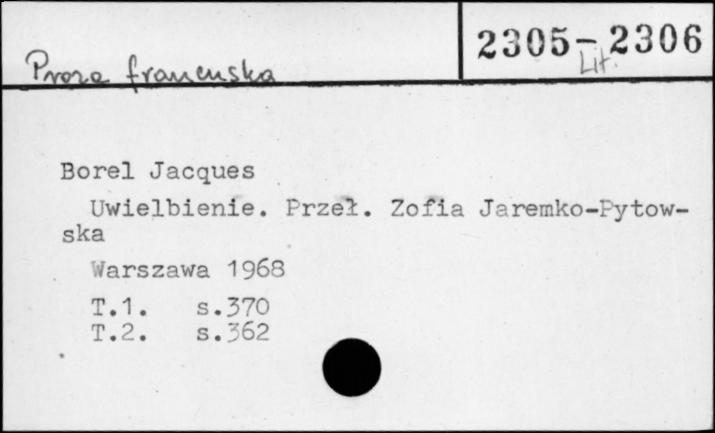 2305-2306
Lit.
Proza francuska
Borel Jacques
Uwielbienie. Przeł. Zofia Jaremko-Pytow-
ska
Warszawa 1968
T.1. s.370
T.2. s.362